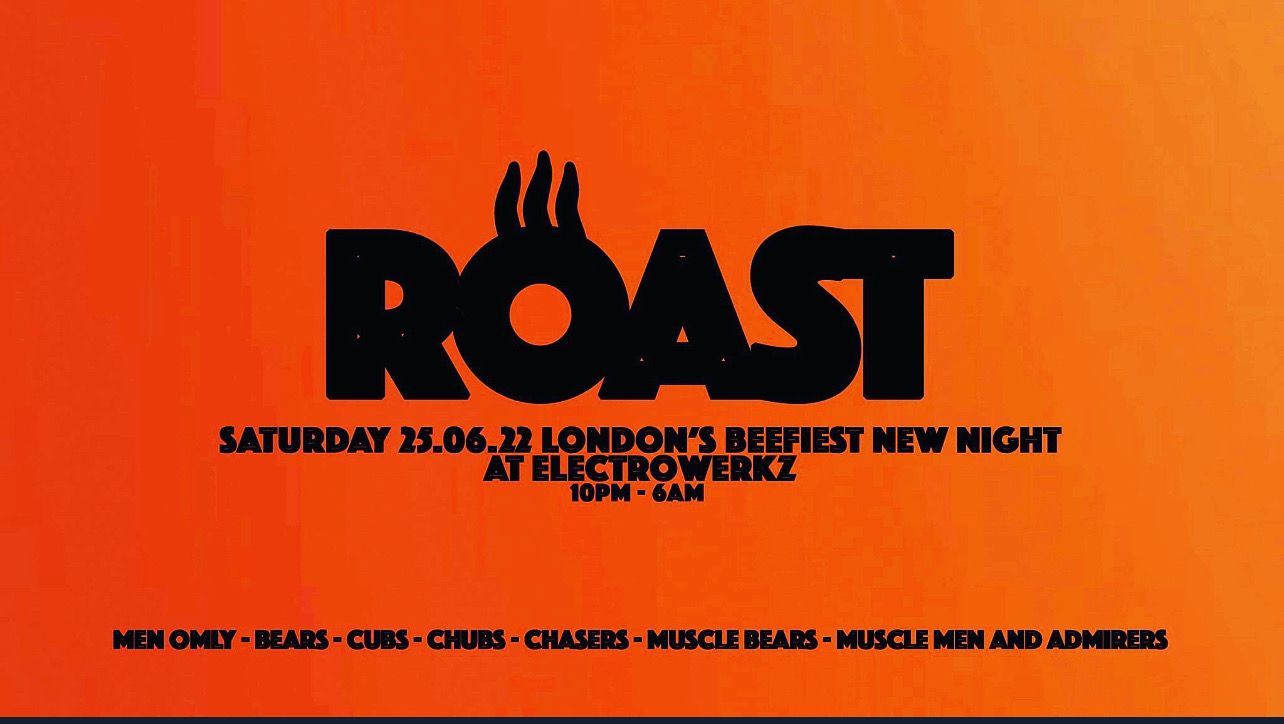 ROAST
SATURDAY 25.06.22 LONDON'S BEEFIEST NEW NIGHT
AT ELECTROWERKZ
10PM - 6AM
MEN OMLY - BEARS - CUBS - CHUBS - CHASERS - MUSCLE BEARS - MUSCLE MEN AND ADMIRERS